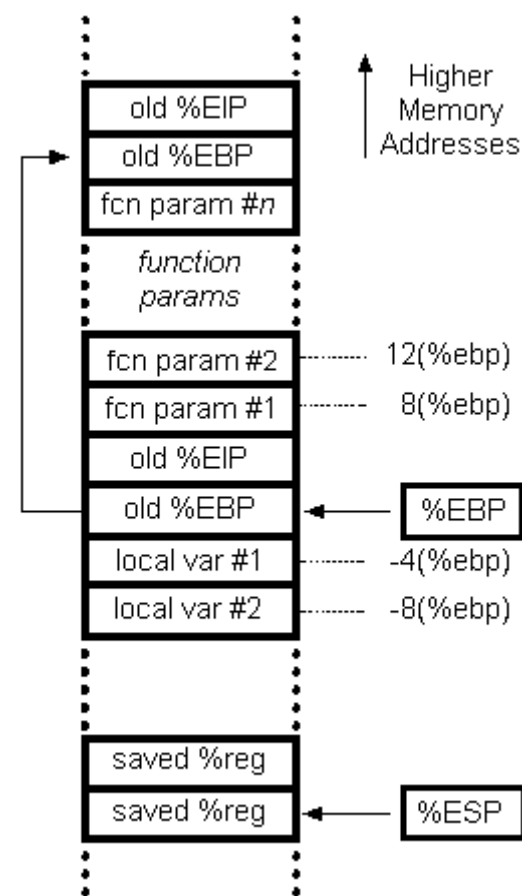 old %EIP
Higher
Memory
Addresses
old %EBP
fcn param #n
function
params
fcn param #2
12(%ebp)
fcn param #1
8(%ebp)
old %EIP
old %EBP
%EBP
local var #1
-4(%ebp)
local var #2
-8(%ebp)
saved %reg
saved %reg
%ESP